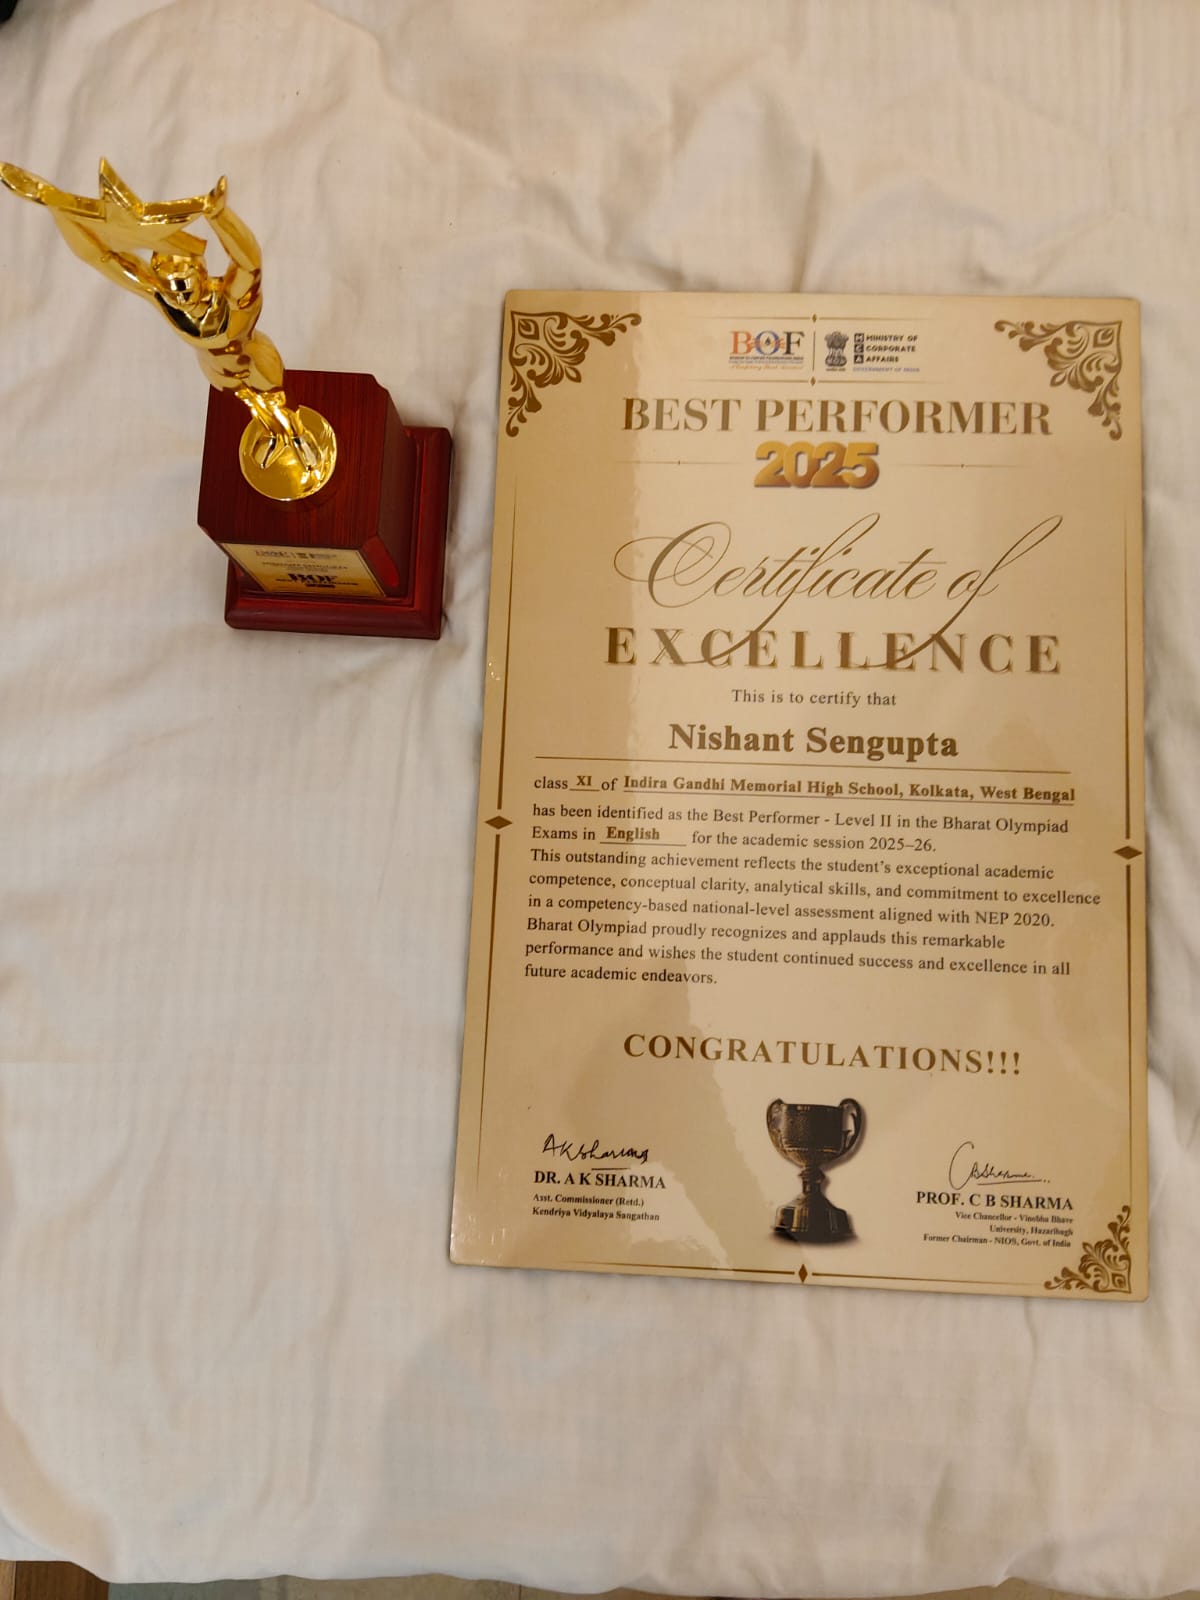 BOF
MINISTRY OF
CORPORATE
AFFAIRS
GOVERNMENT OF INDIA
BEST PERFORMER
2025
Certificate of
EXCELLENCE
This is to certify that
Nishant Sengupta
class XI of Indira Gandhi Memorial High School, Kolkata, West Bengal
has been identified as the Best Performer - Level II in the Bharat Olympiad
Exams in English for the academic session 2025–26.
This outstanding achievement reflects the student's exceptional academic
competence, conceptual clarity, analytical skills, and commitment to excellence
in a competency-based national-level assessment aligned with NEP 2020.
Bharat Olympiad proudly recognizes and applauds this remarkable
performance and wishes the student continued success and excellence in all
future academic endeavors.
CONGRATULATIONS!!!
AKSharma
DR. A K SHARMA
Asst. Commissioner (Retd.)
Kendriya Vidyalaya Sangathan
CBSharma
PROF. C B SHARMA
Vice Chancellor - Vinobha Bhave
University, Hazaribagh
Former Chairman - NIOS, Govt. of India
BOF